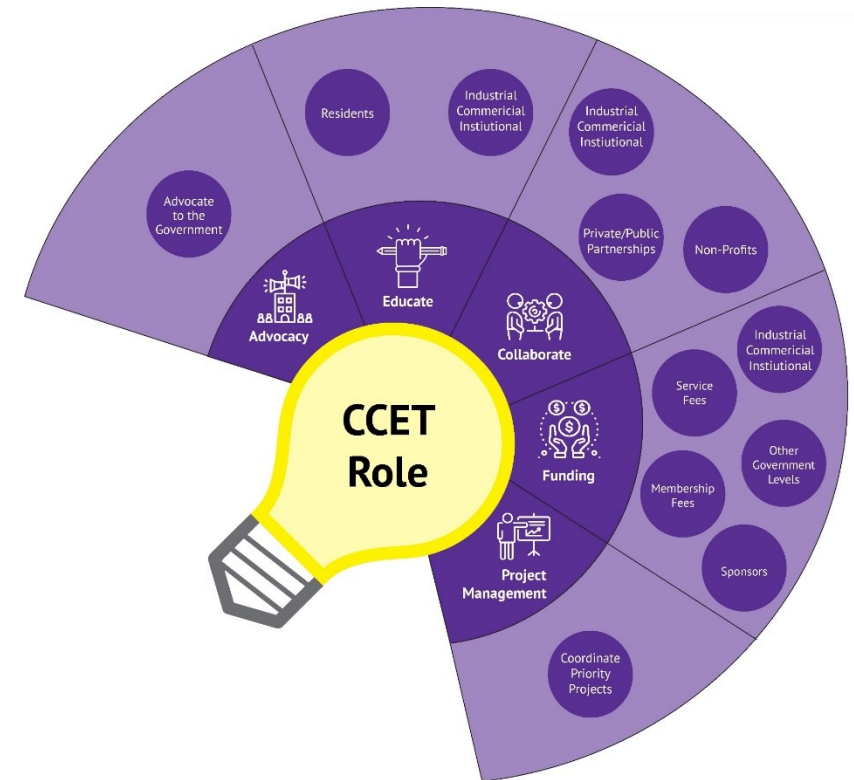 CCET
Role
Advocacy
Advocate
to the
Government
Educate
Residents
Industrial
Commericial
Instiutional
Collaborate
Industrial
Commericial
Instiutional
Private/Public
Partnerships
Non-Profits
Funding
Industrial
Commericial
Instiutional
Service
Fees
Other
Government
Levels
Membership
Fees
Sponsors
Project
Management
Coordinate
Priority
Projects